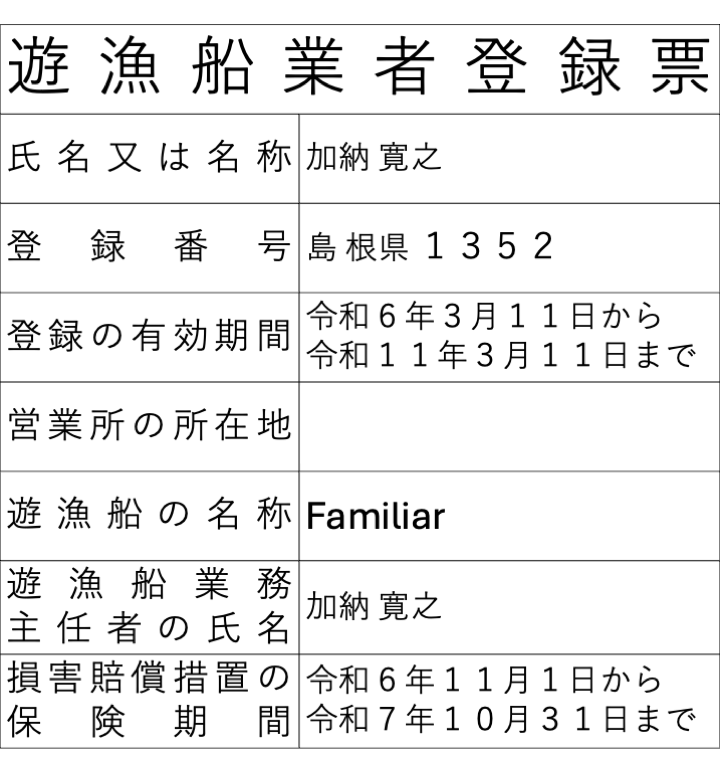 遊漁船業者登録票
氏名又は名称 加納 寛之
登録番号 島根県 １３５２
登録の有効期間 令和６年３月１１日から
令和１１年３月１１日まで
営業所の所在地
遊漁船の名称 Familiar
遊漁船業務
主任者の氏名 加納 寛之
損害賠償措置の
保険期間 令和６年１１月１日から
令和７年１０月３１日まで